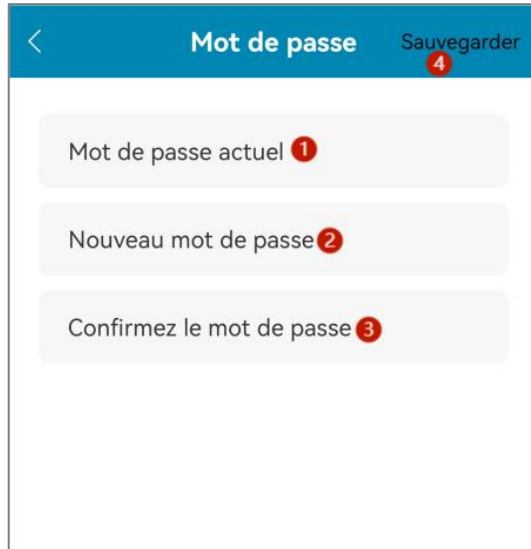 Mot de passe Sauvegarder
4
Mot de passe actuel 1
Nouveau mot de passe 2
Confirmez le mot de passe 3